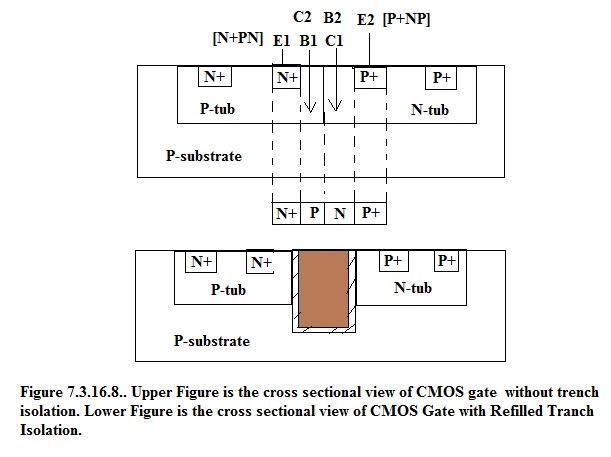 C2 B2 E2 [P+NP]
[N+PN] E1 B1 C1
N+ N+ P+ P+
P-tub N-tub
P-substrate
N+ P N P+
N+ N+ P+ P+
P-tub N-tub
P-substrate
Figure 7.3.16.8.. Upper Figure is the cross sectional view of CMOS gate without trench
isolation. Lower Figure is the cross sectional view of CMOS Gate with Refilled Tranch
Isolation.